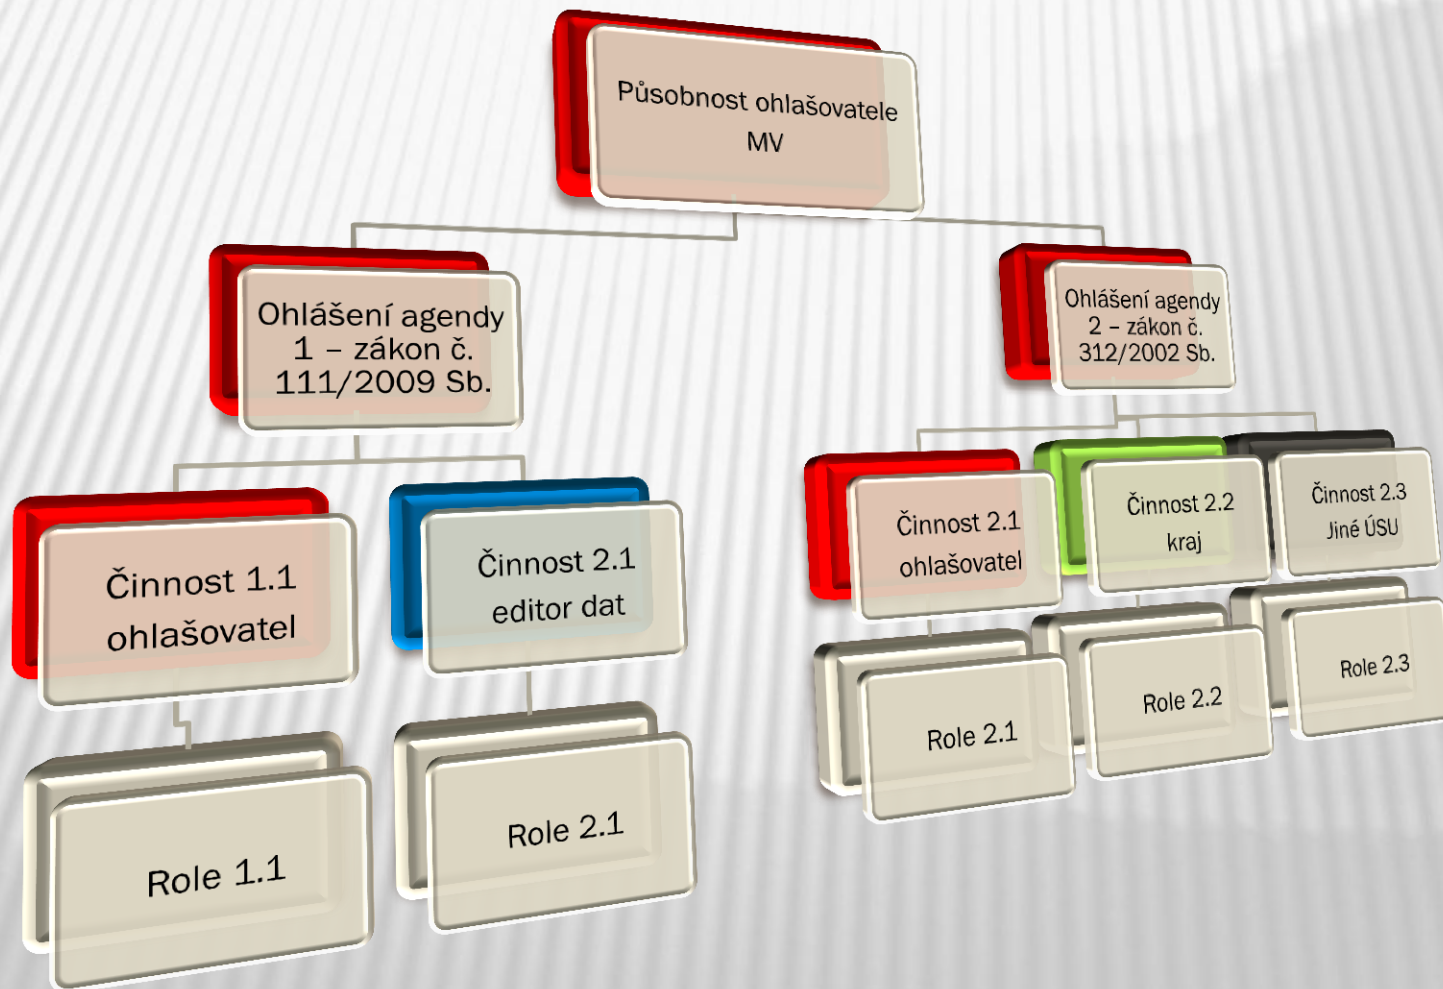 Působnost ohlašovatele
MV
Ohlášení agendy
1 – zákon č.
111/2009 Sb.
Ohlášení agendy
2 – zákon č.
312/2002 Sb.
Činnost 1.1
ohlašovatel
Činnost 2.1
editor dat
Činnost 2.1
ohlašovatel
Činnost 2.2
kraj
Činnost 2.3
Jiné ÚSU
Role 1.1
Role 2.1
Role 2.1
Role 2.2
Role 2.3